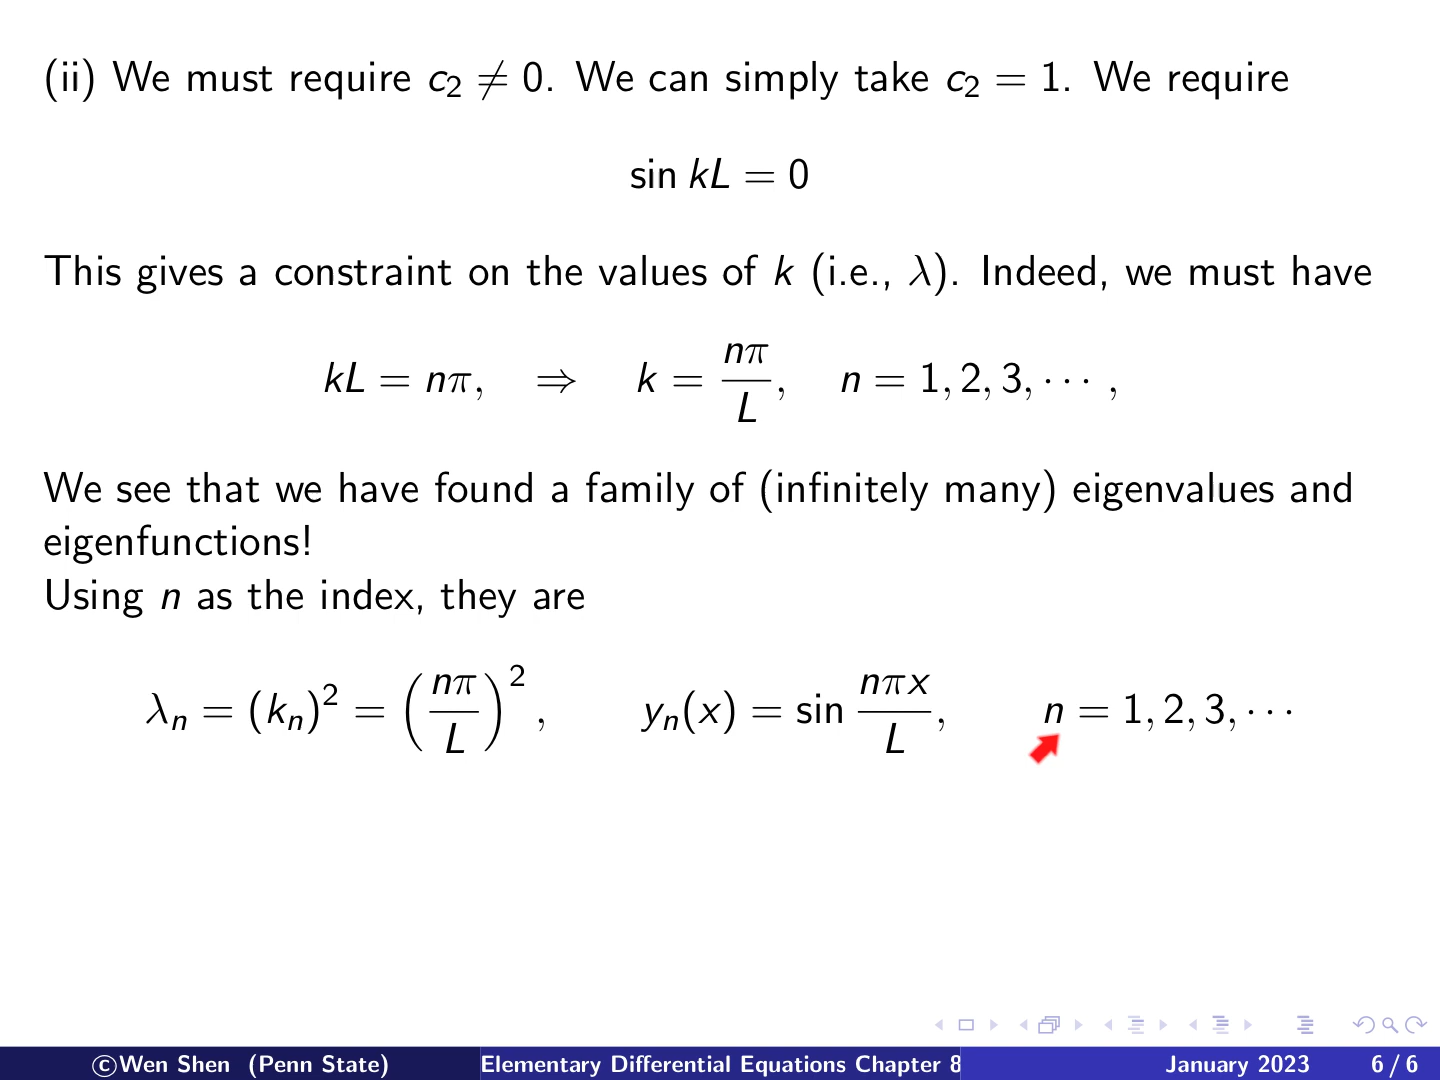 (ii) We must require c₂ ≠ 0. We can simply take c₂ = 1. We require
sin kL = 0
This gives a constraint on the values of k (i.e., λ). Indeed, we must have
kL = nπ, ⇒ k = nπ/L, n = 1, 2, 3, ··· ,
We see that we have found a family of (infinitely many) eigenvalues and
eigenfunctions!
Using n as the index, they are
λₙ = (kₙ)² = (nπ/L)², yₙ(x) = sin nπx/L, n = 1, 2, 3, ···
©Wen Shen (Penn State) Elementary Differential Equations Chapter 8 January 2023 6 / 6